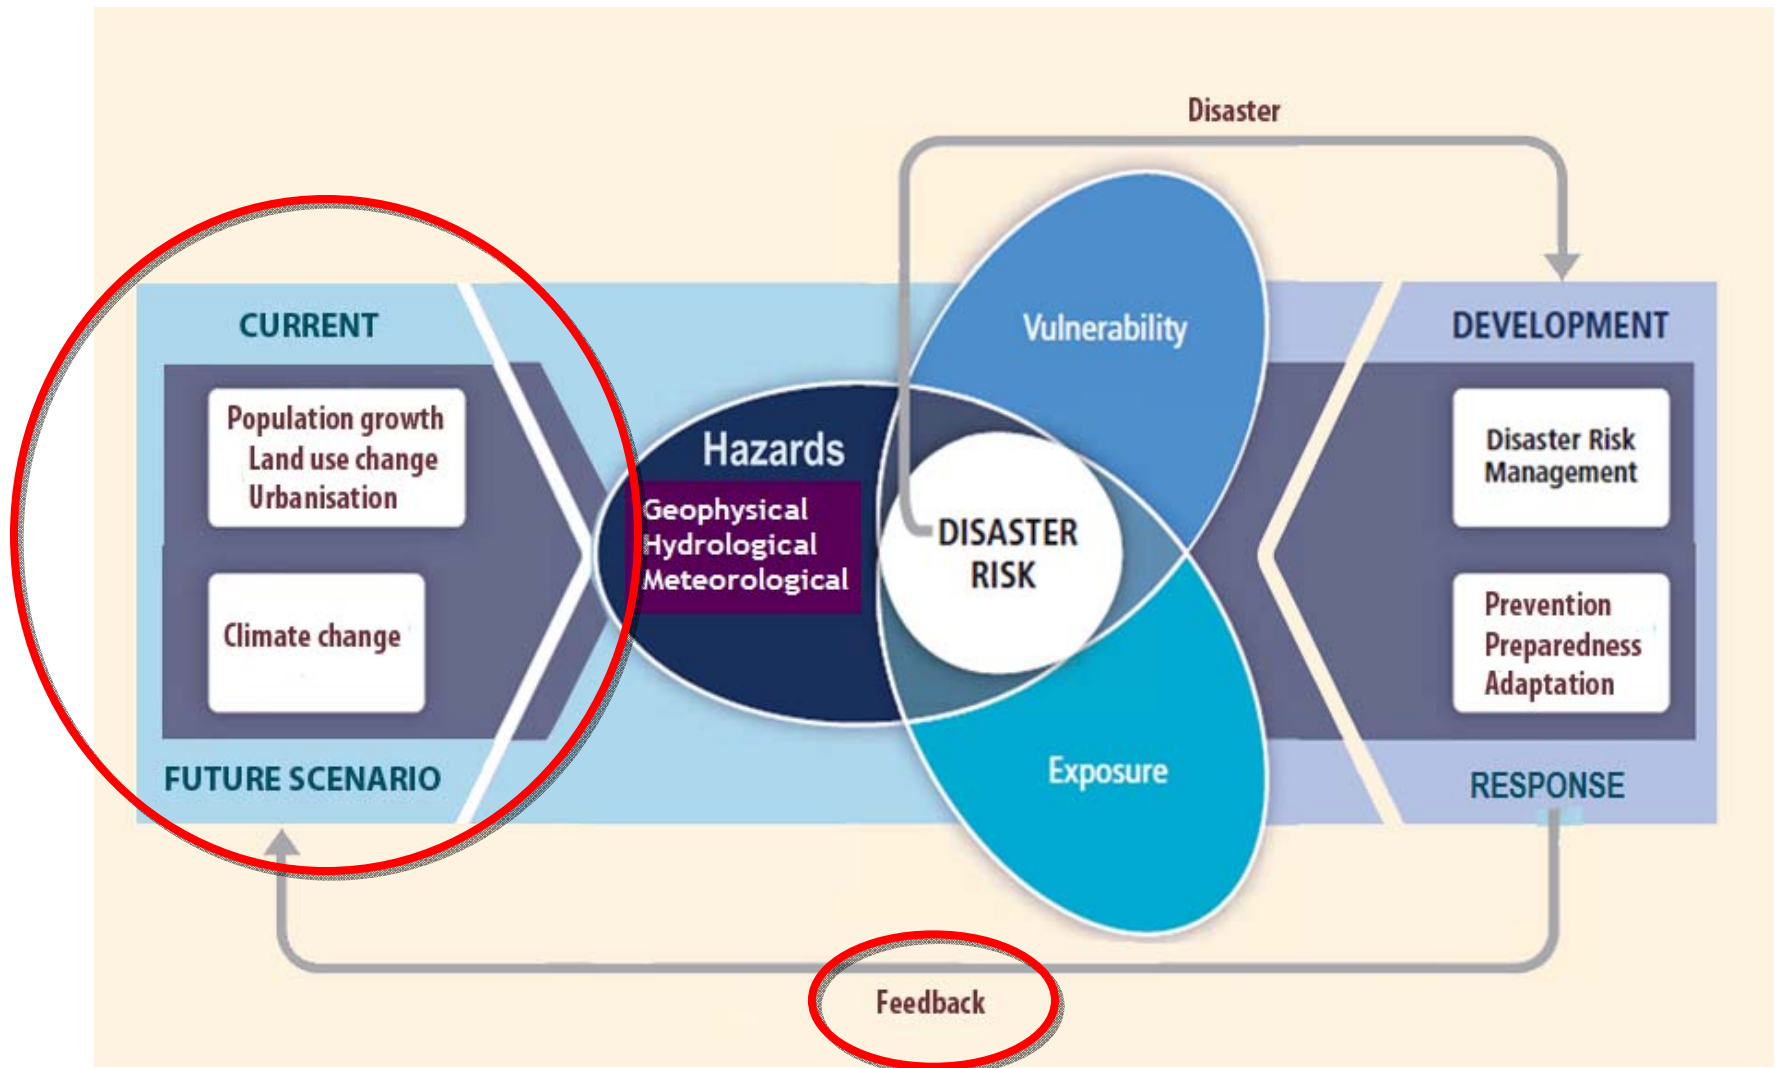 Disaster
CURRENT
Population growth
Land use change
Urbanisation
Climate change
FUTURE SCENARIO
Hazards
Geophysical
Hydrological
Meteorological
Vulnerability
DISASTER
RISK
Exposure
DEVELOPMENT
Disaster Risk
Management
Prevention
Preparedness
Adaptation
RESPONSE
Feedback